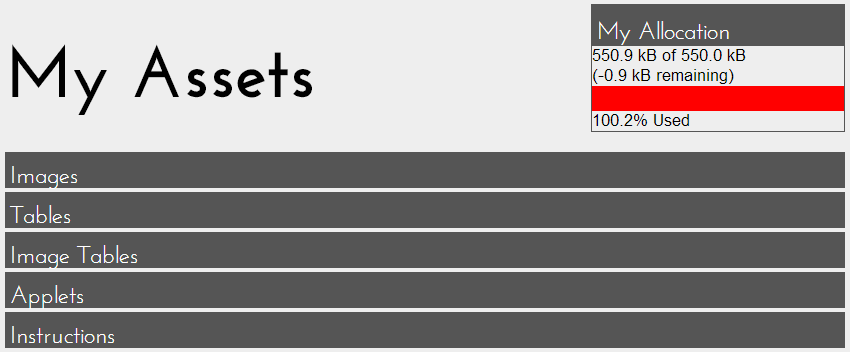 My Assets
My Allocation
550.9 kB of 550.0 kB
(-0.9 kB remaining)
100.2% Used
Images
Tables
Image Tables
Applets
Instructions